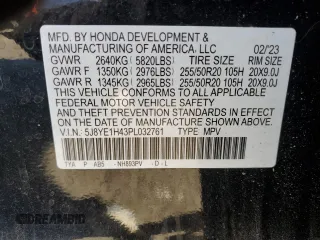 MFD. BY HONDA DEVELOPMENT &
MANUFACTURING OF AMERICA, LLC 02/23
GVWR 2640KG 5820LBS TIRE SIZE RIM SIZE
GAWR F 1350KG 2976LBS 255/50R20 105H 20X9.0J
GAWR R 1345KG 2965LBS 255/50R20 105H 20X9.0J
THIS VEHICLE CONFORMS TO ALL APPLICABLE
FEDERAL MOTOR VEHICLE SAFETY
AND THEFT PREVENTION STANDARDS IN EFFECT ON
THE DATE OF MANUFACTURE SHOWN ABOVE.
V.I.N.: 5J8YE1H43PL032761 TYPE: MPV
TYA P AB5 NH893PV - D - L